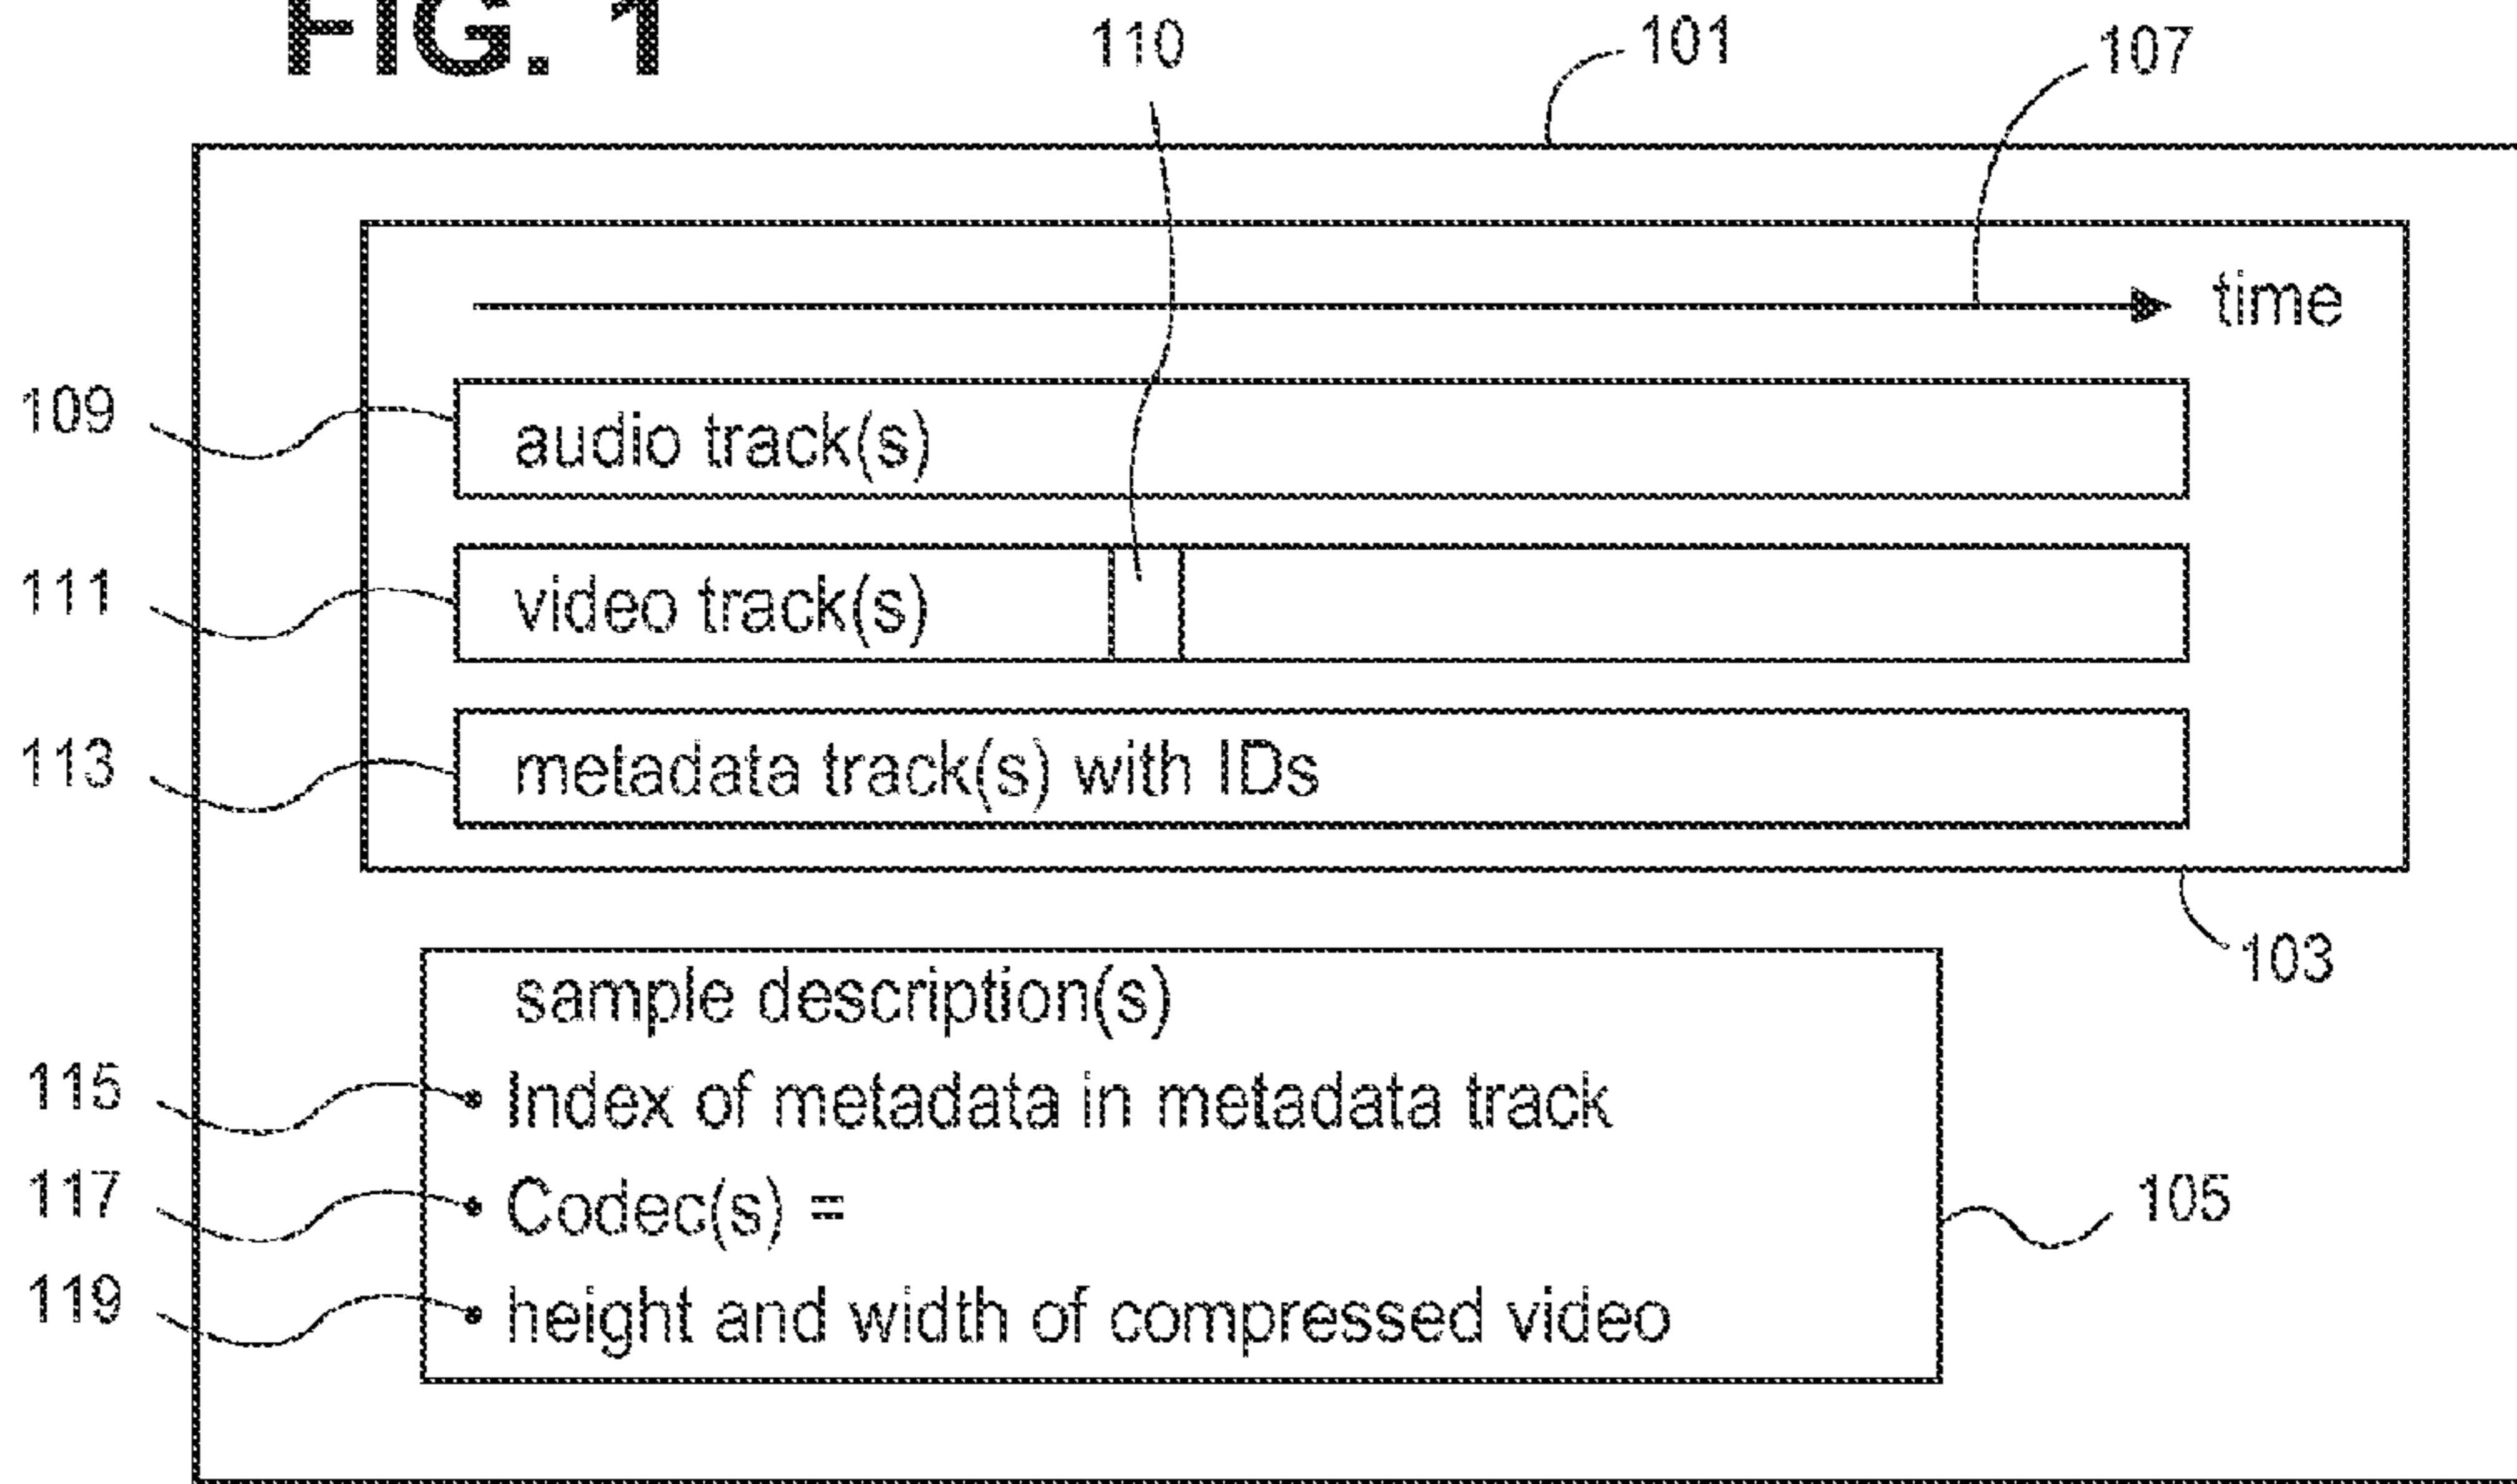 FIG. 1
110
101
107
time
109
audio track(s)
111
video track(s)
113
metadata track(s) with IDs
103
sample description(s)
115
Index of metadata in metadata track
117
Codec(s) =
105
119
height and width of compressed video